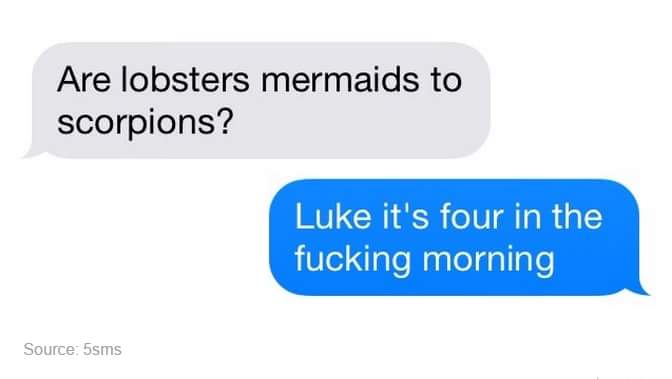 Are lobsters mermaids to
scorpions?
Luke it's four in the
fucking morning
Source: 5sms